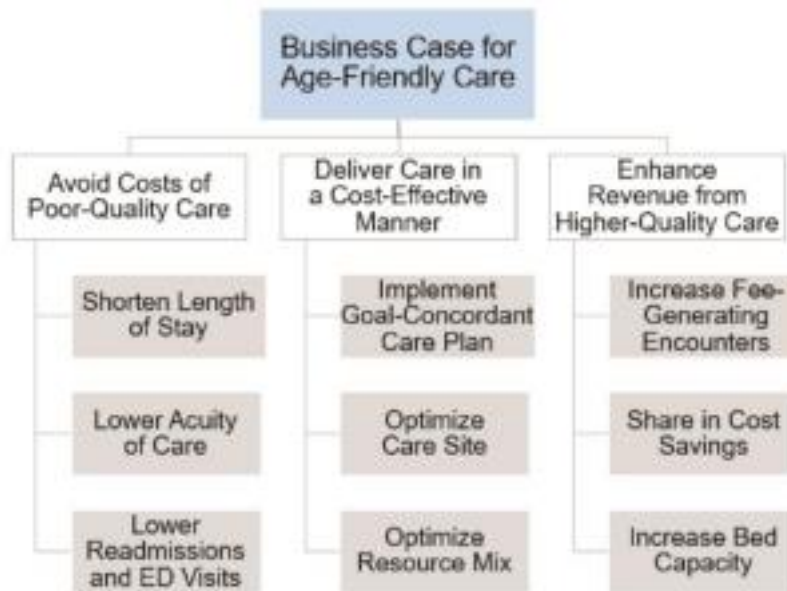 Business Case for
Age-Friendly Care
Avoid Costs of
Poor-Quality Care
Shorten Length
of Stay
Lower Acuity
of Care
Lower
Readmissions
and ED Visits
Deliver Care in
a Cost-Effective
Manner
Implement
Goal-Concordant
Care Plan
Optimize
Care Site
Optimize
Resource Mix
Enhance
Revenue from
Higher-Quality Care
Increase Fee-
Generating
Encounters
Share in Cost
Savings
Increase Bed
Capacity